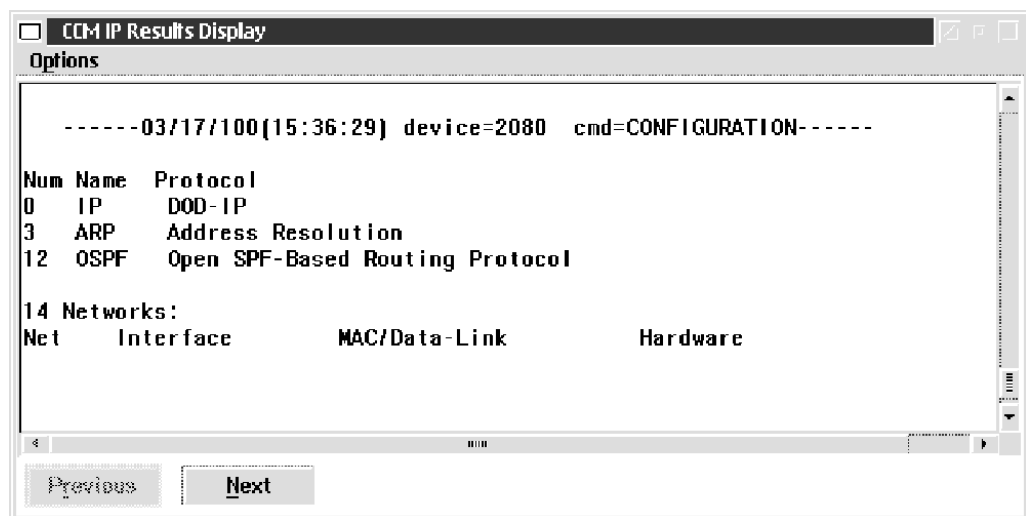 CCM IP Results Display
Options
------03/17/100(15:36:29) device=2080 cmd=CONFIGURATION------
Num Name Protocol
0 IP DOD-IP
3 ARP Address Resolution
12 OSPF Open SPF-Based Routing Protocol
14 Networks:
Net Interface MAC/Data-Link Hardware
Previous Next